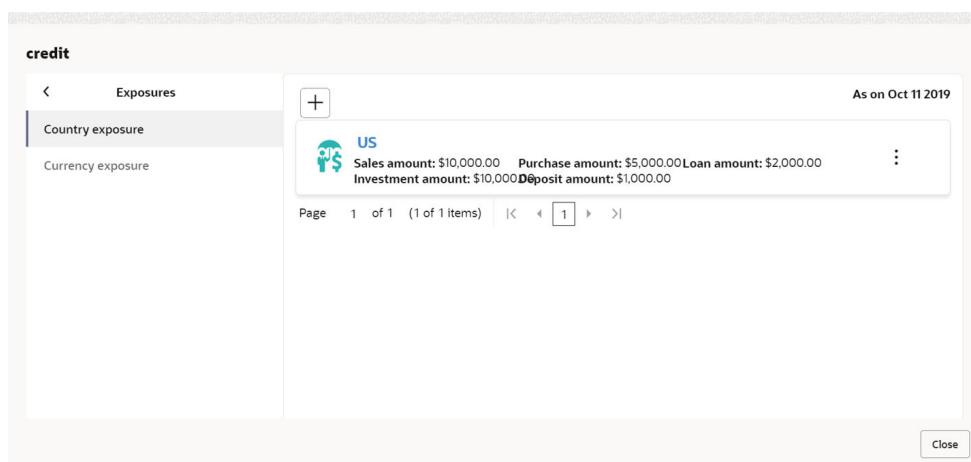 credit
Exposures
As on Oct 11 2019
Country exposure
Currency exposure
US
Sales amount: $10,000.00 Purchase amount: $5,000.00 Loan amount: $2,000.00
Investment amount: $10,000.00 Deposit amount: $1,000.00
Page 1 of 1 (1 of 1 items) 1
Close